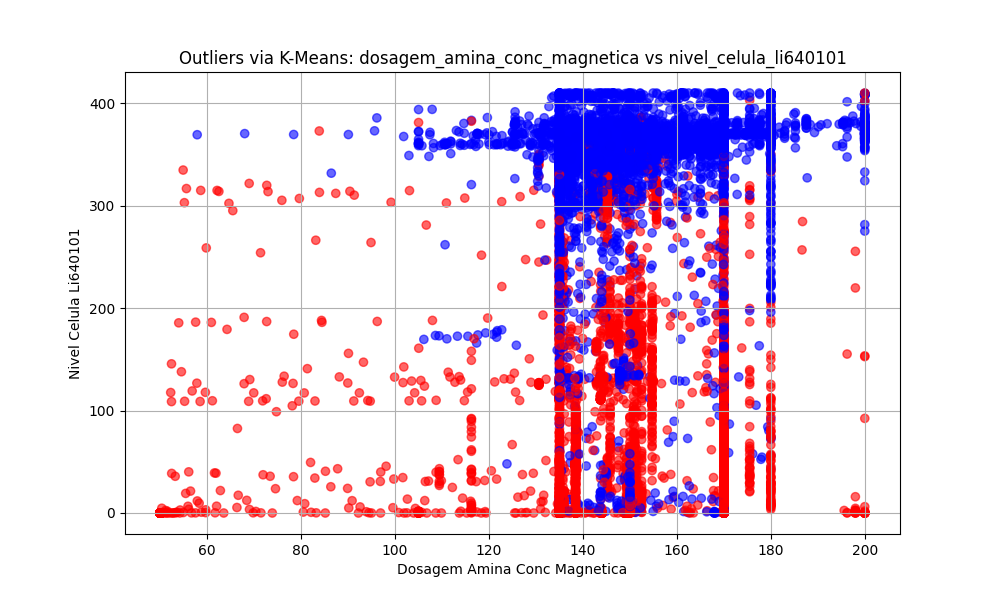 Outliers via K-Means: dosagem_amina_conc_magnetica vs nivel_celula_li640101
400
300
200
100
0
Nivel Celula Li640101
60 80 100 120 140 160 180 200
Dosagem Amina Conc Magnetica